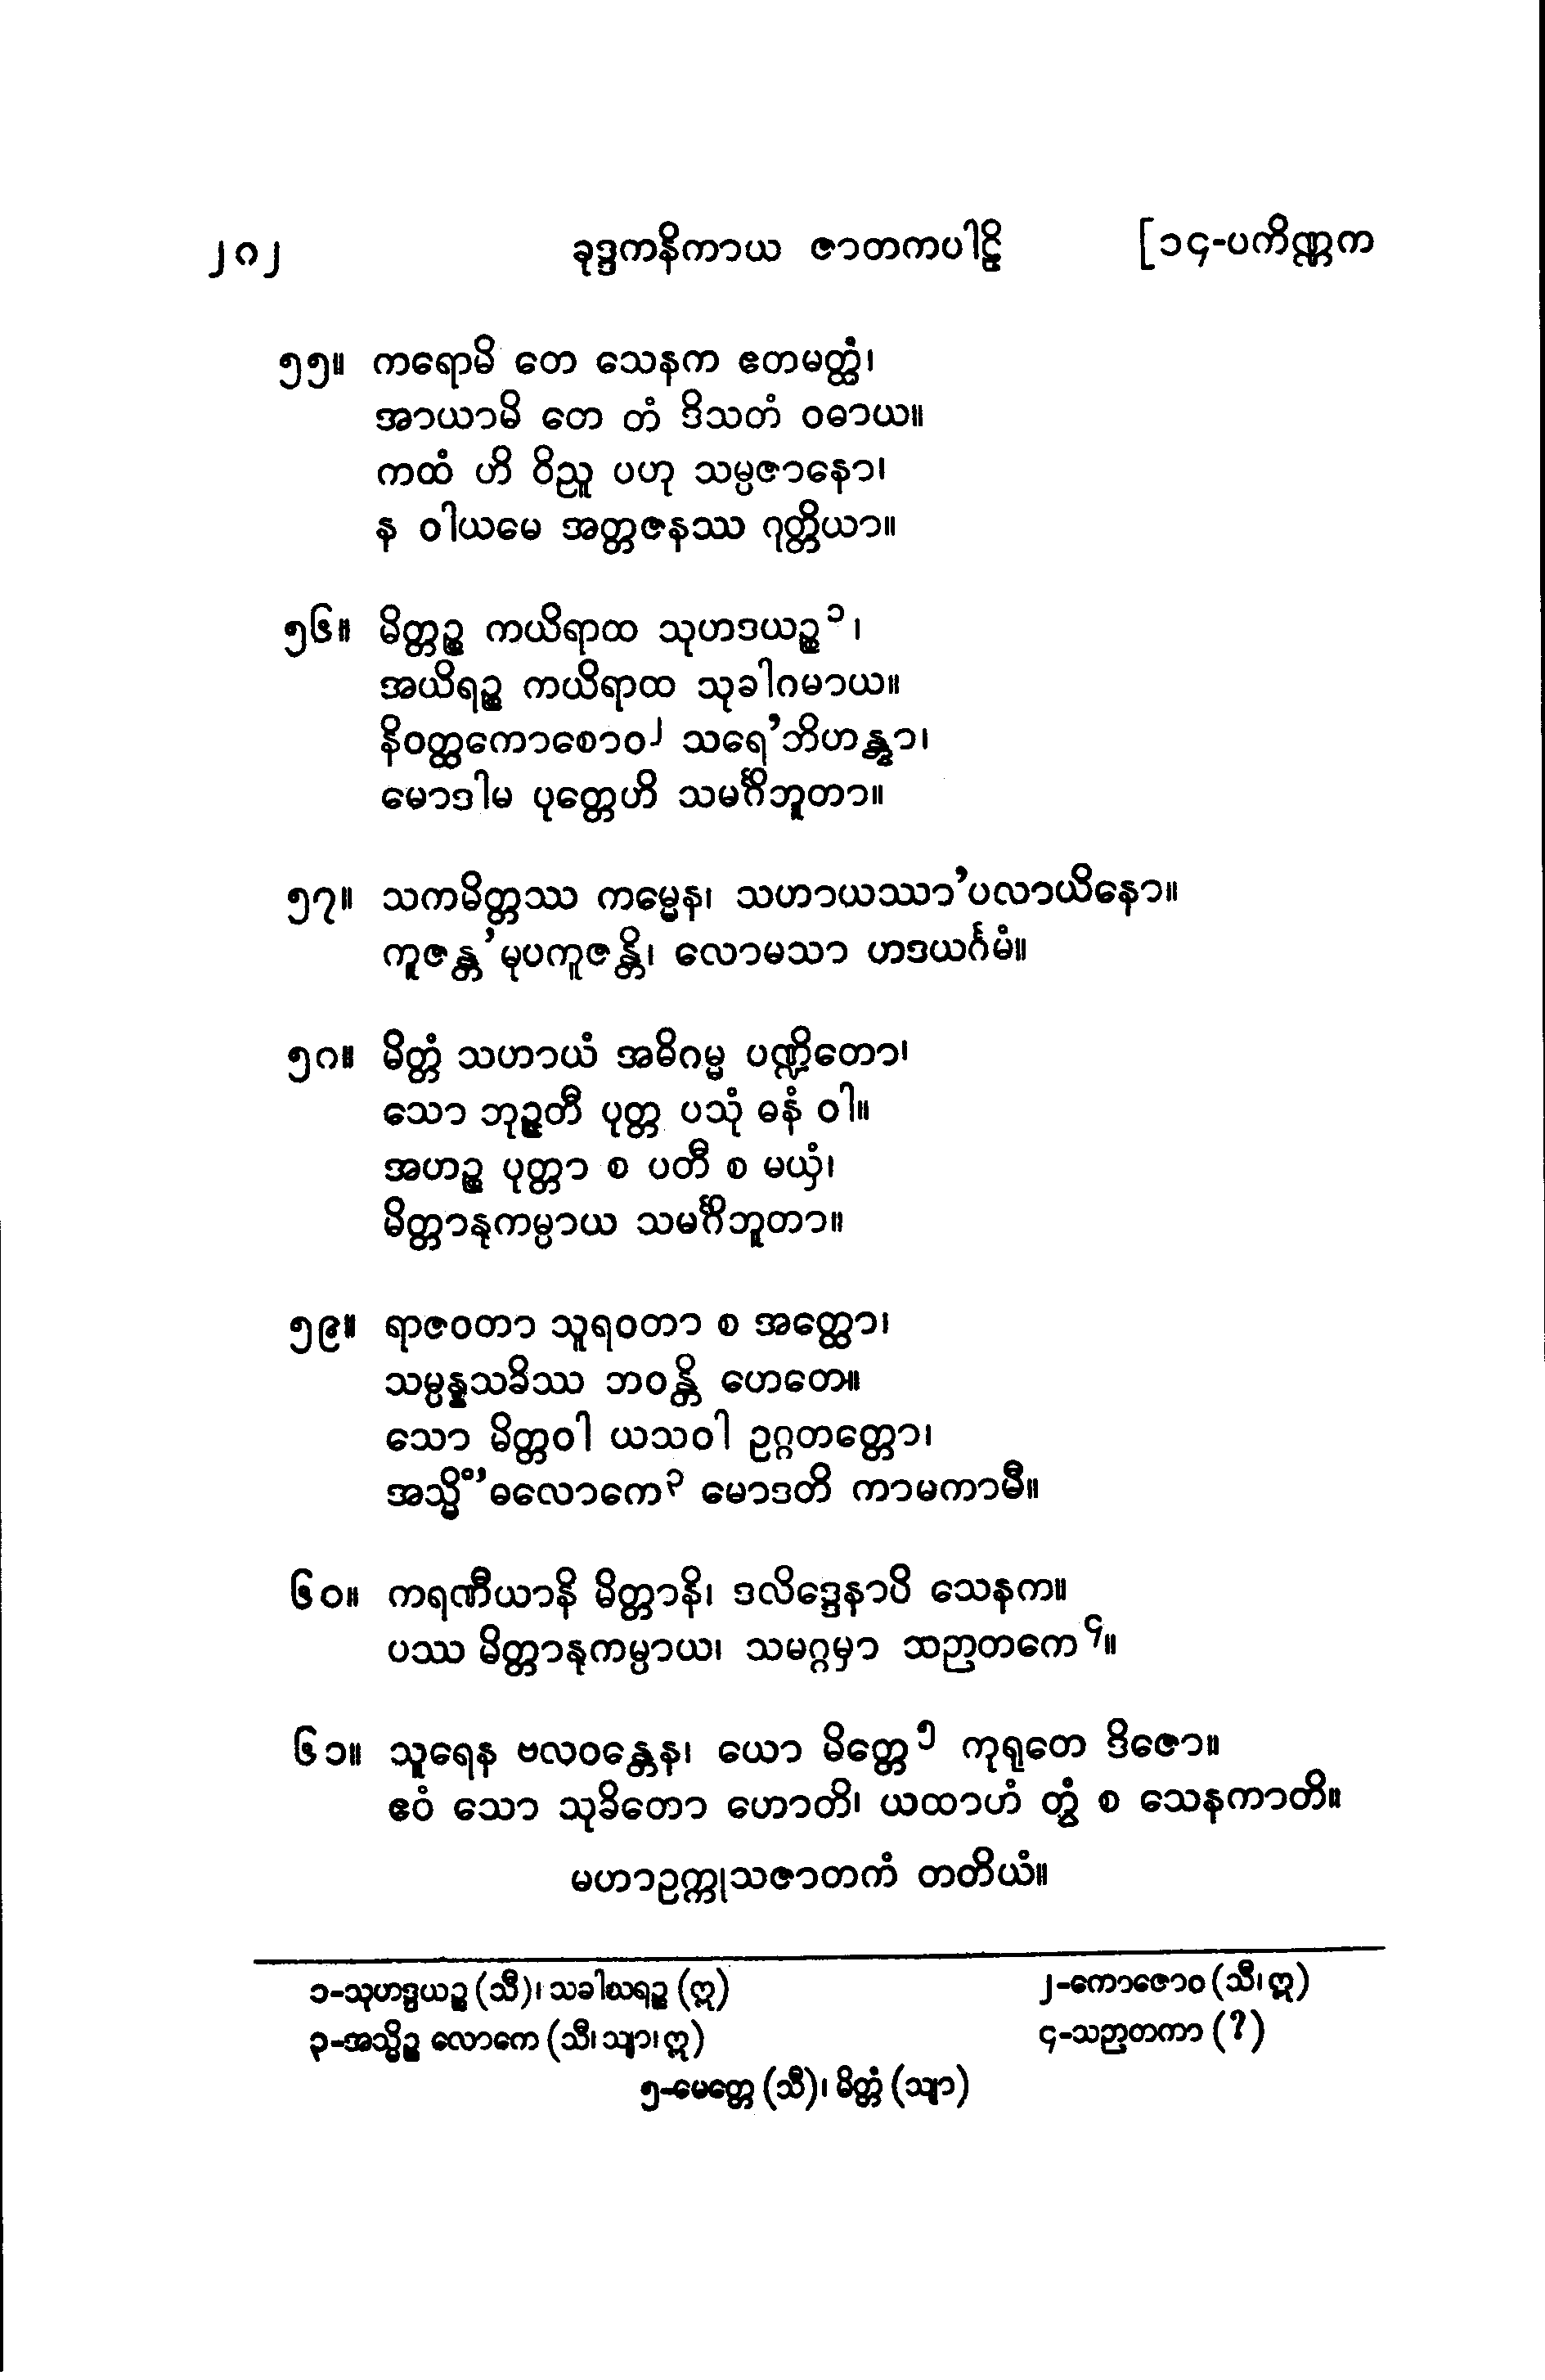 ၂၈၂ ခုဒ္ဒကနိကာယ ဇာတကပါဠိ [၁၄-ပကိဏ္ဏက
၅၅။ ကရောမိ တေ သေနက ဧတမတ္ထံ၊
အာယာမိ တေ တံ ဒိသတံ ဝဓာယ။
ကထံ ဟိ ဝိညူ ပဟု သမ္ပဇာနော၊
န ဝါယမေ အတ္တဇနဿ ဂုတ္တိယာ။
၅၆။ မိတ္တဉ္စ ကယိရာထ သုဟဒယဉ္စ၁၊
အယိရဉ္စ ကယိရာထ သုခါဂမာယ။
နိဝတ္ထကောစောဝ၂ သရေ’ဘိဟန္တွာ၊
မောဒါမ ပုတ္တေဟိ သမင်္ဂိဘူတာ။
၅၇။ သကမိတ္တဿ ကမ္မေန၊ သဟာယဿာ’ပလာယိနော။
ကူဇန္တ’မုပကူဇန္တိ၊ လောမသာ ဟဒယင်္ဂမံ။
၅၈။ မိတ္တံ သဟာယံ အဓိဂမ္မ ပဏ္ဍိတော၊
သော ဘုဉ္ဇတီ ပုတ္တ ပသုံ ဓနံ ဝါ။
အဟဉ္စ ပုတ္တာ စ ပတီ စ မယှံ၊
မိတ္တာနုကမ္ပာယ သမင်္ဂိဘူတာ။
၅၉။ ရာဇဝတာ သူရဝတာ စ အတ္ထော၊
သမ္ပန္နသခိဿ ဘဝန္တိ ဟေတေ။
သော မိတ္တဝါ ယသဝါ ဥဂ္ဂတတ္တော၊
အသ္မိံ’ဓလောကေ၃ မောဒတိ ကာမကာမီ။
၆၀။ ကရဏီယာနိ မိတ္တာနိ၊ ဒလိဒ္ဒေနာပိ သေနက။
ပဿ မိတ္တာနုကမ္ပာယ၊ သမဂ္ဂမှာ သဉာတကေ၄။
၆၁။ သူရေန ဗလဝန္တေန၊ ယော မိတ္တေ၅ ကုရုတေ ဒိဇော။
ဧဝံ သော သုခိတော ဟောတိ၊ ယထာဟံ တွံ စ သေနကာတိ။
မဟာဥက္ကုသဇာတကံ တတိယံ။
၁-သုဟဒ္ဒယဉ္စ (သီ)၊ သခါဃရဉ္စ (ဣ) ၂-ကောဇောဝ (သီ၊ ဣ)
၃-အသ္မိဉ္စ လောကေ (သီ၊ သျာ၊ ဣ) ၄-သဉာတကာ (?)
၅-မေတ္တေ (သီ)၊ မိတ္တံ (သျာ)